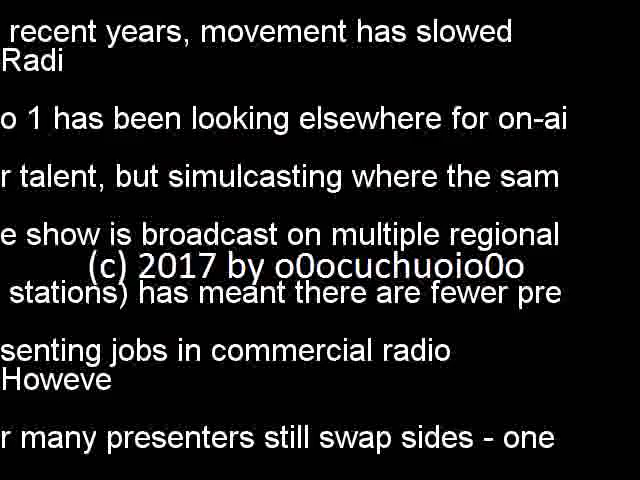 recent years, movement has slowed
Radi
o 1 has been looking elsewhere for on-ai
r talent, but simulcasting where the sam
e show is broadcast on multiple regional
(c) 2017 by o0ocuchuoio0o
stations) has meant there are fewer pre
senting jobs in commercial radio
Howeve
r many presenters still swap sides - one